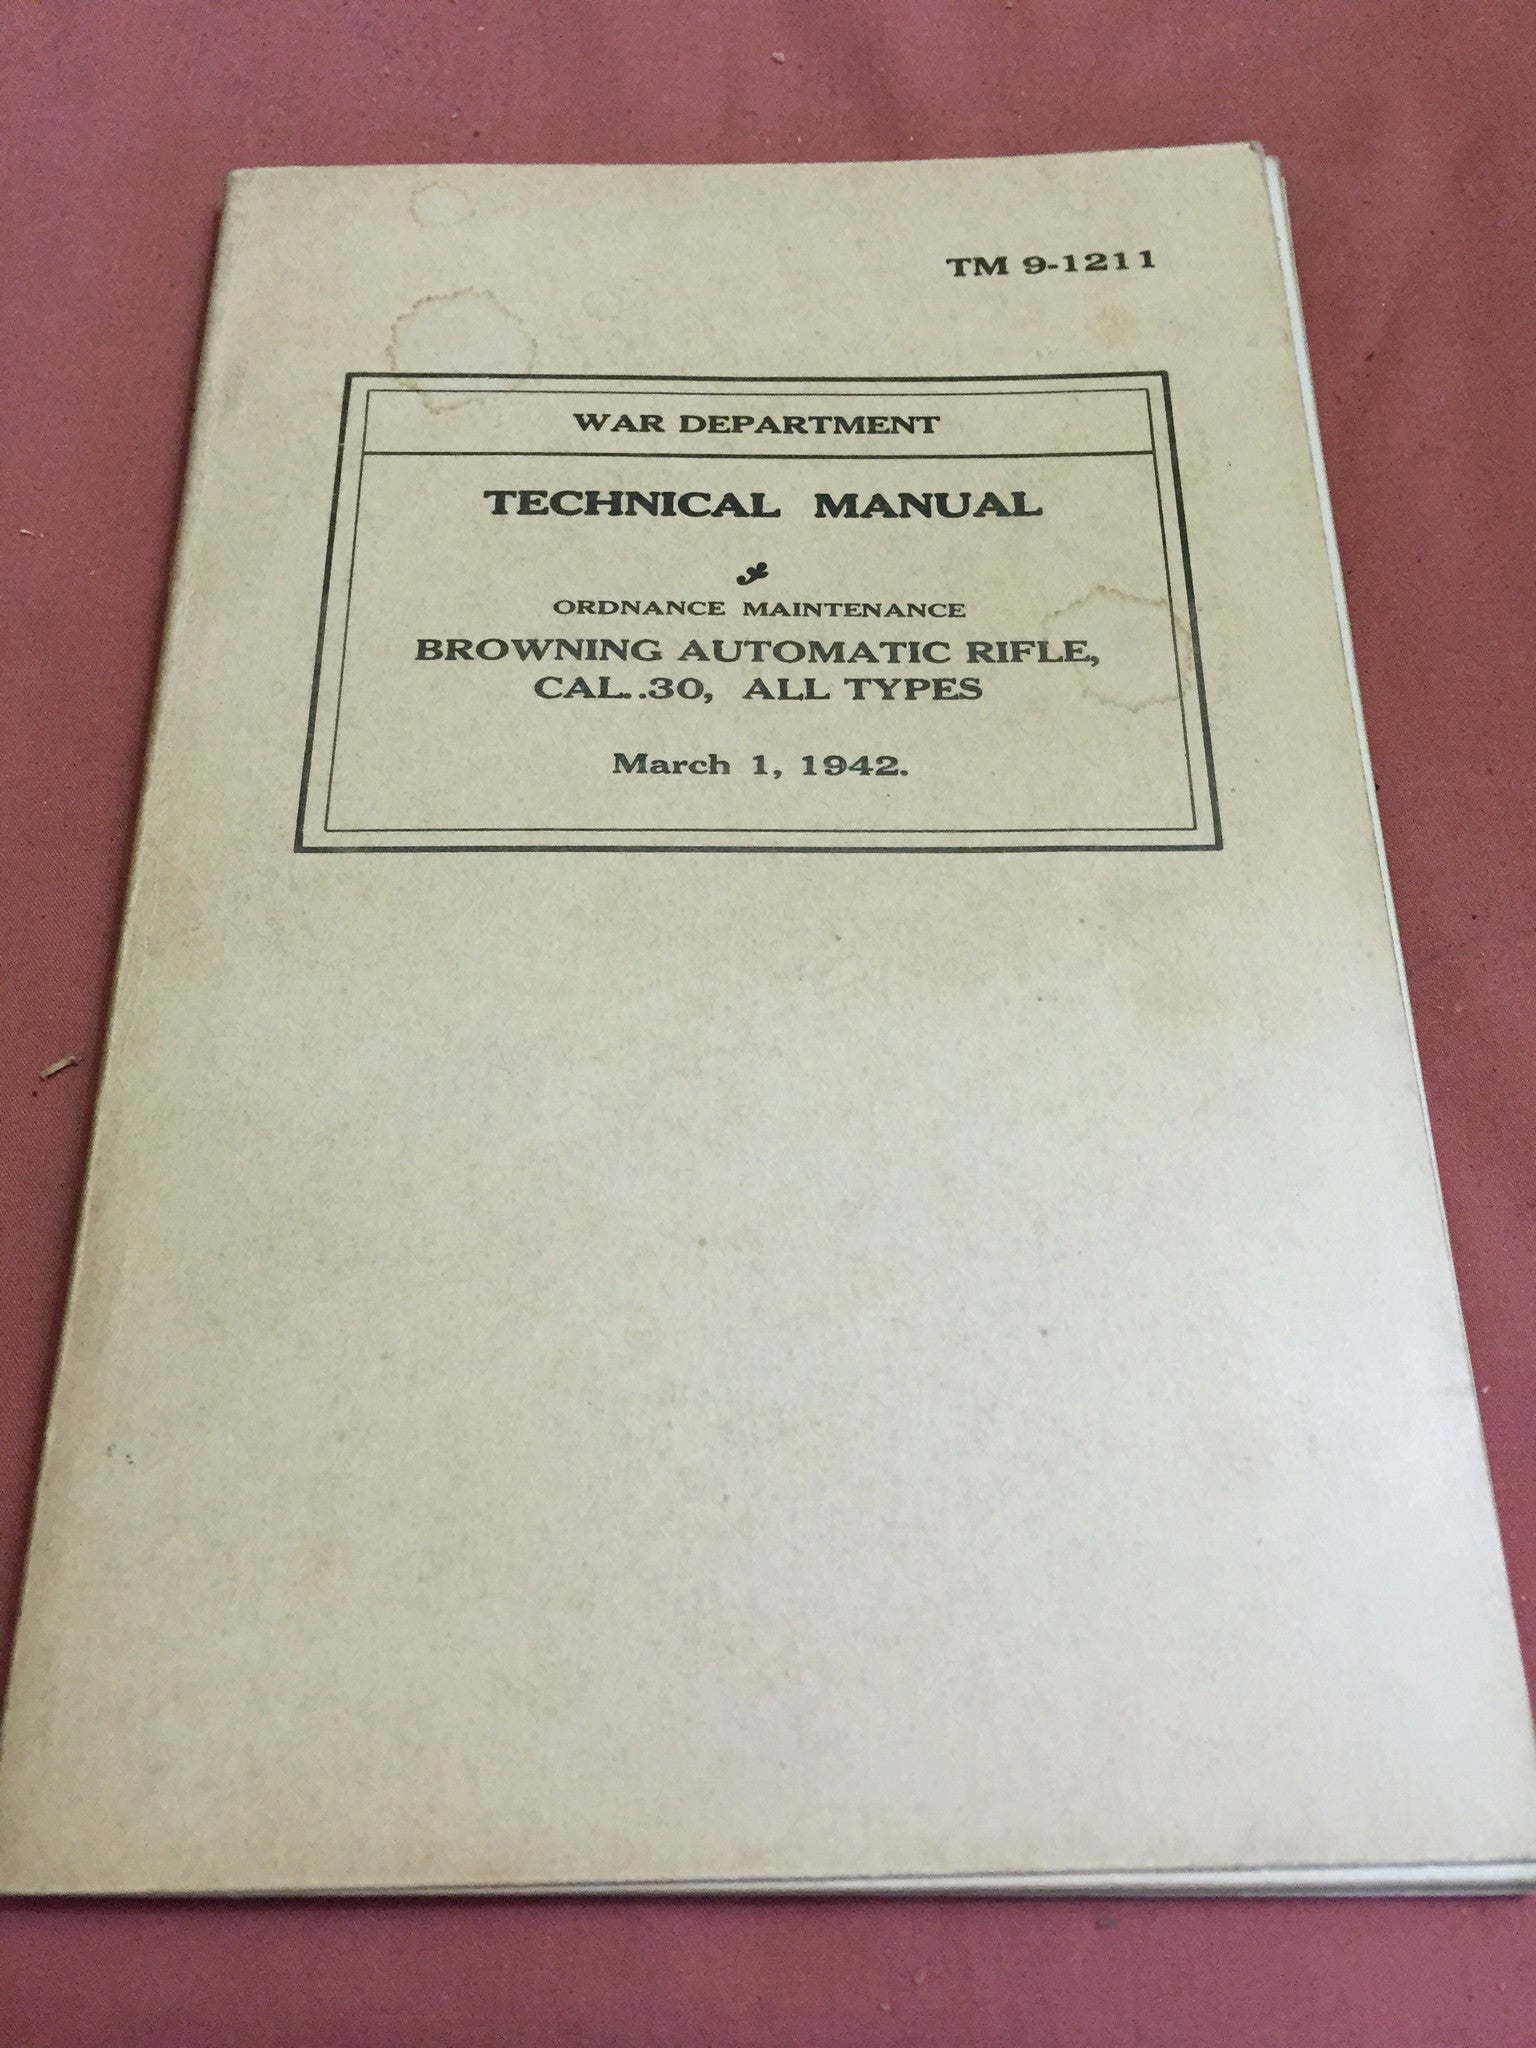 TM 9-1211
WAR DEPARTMENT
TECHNICAL MANUAL
ORDNANCE MAINTENANCE
BROWNING AUTOMATIC RIFLE,
CAL..30, ALL TYPES
March 1, 1942.